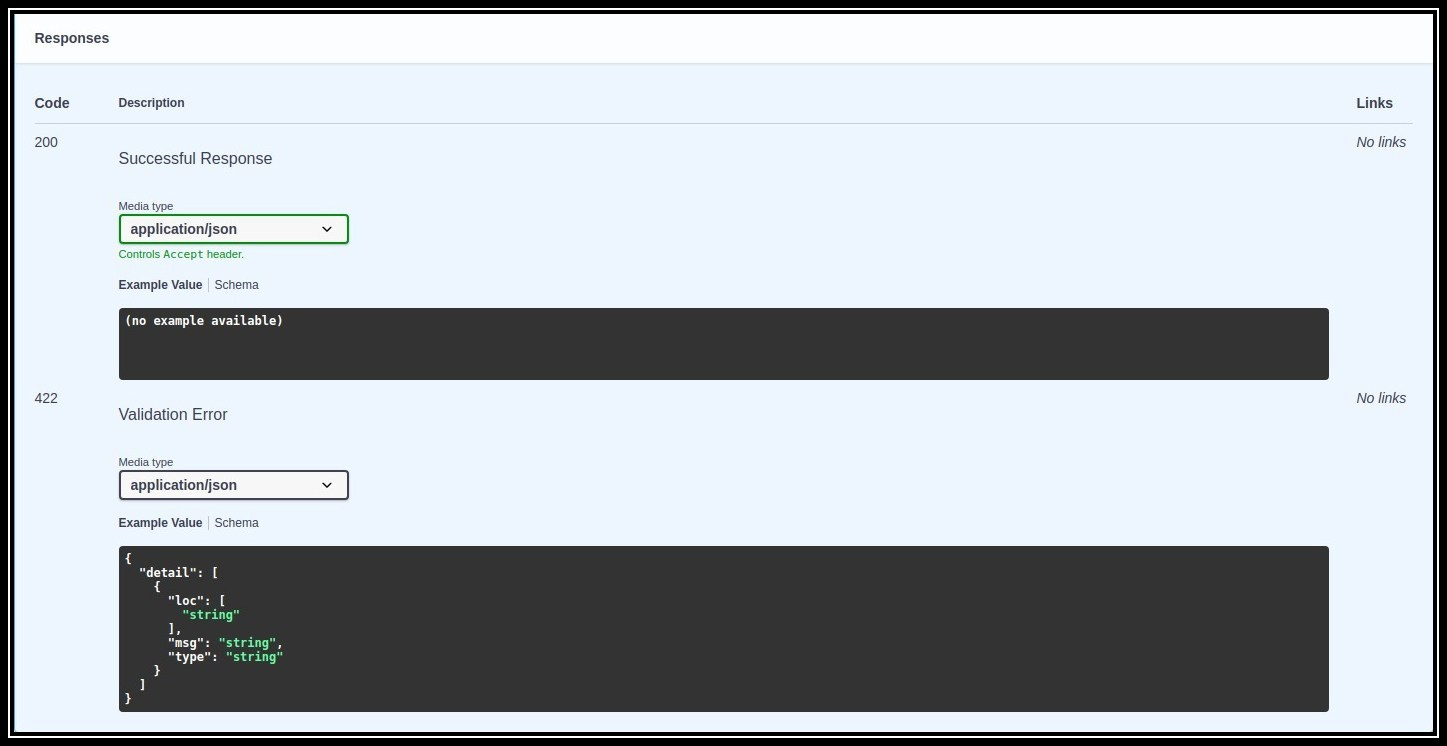 Responses
Code Description Links
200 No links
Successful Response
Media type
application/json
Controls Accept header.
Example Value Schema
(no example available)
422 No links
Validation Error
Media type
application/json
Example Value Schema
{
  "detail": [
    {
      "loc": [
        "string"
      ],
      "msg": "string",
      "type": "string"
    }
  ]
}